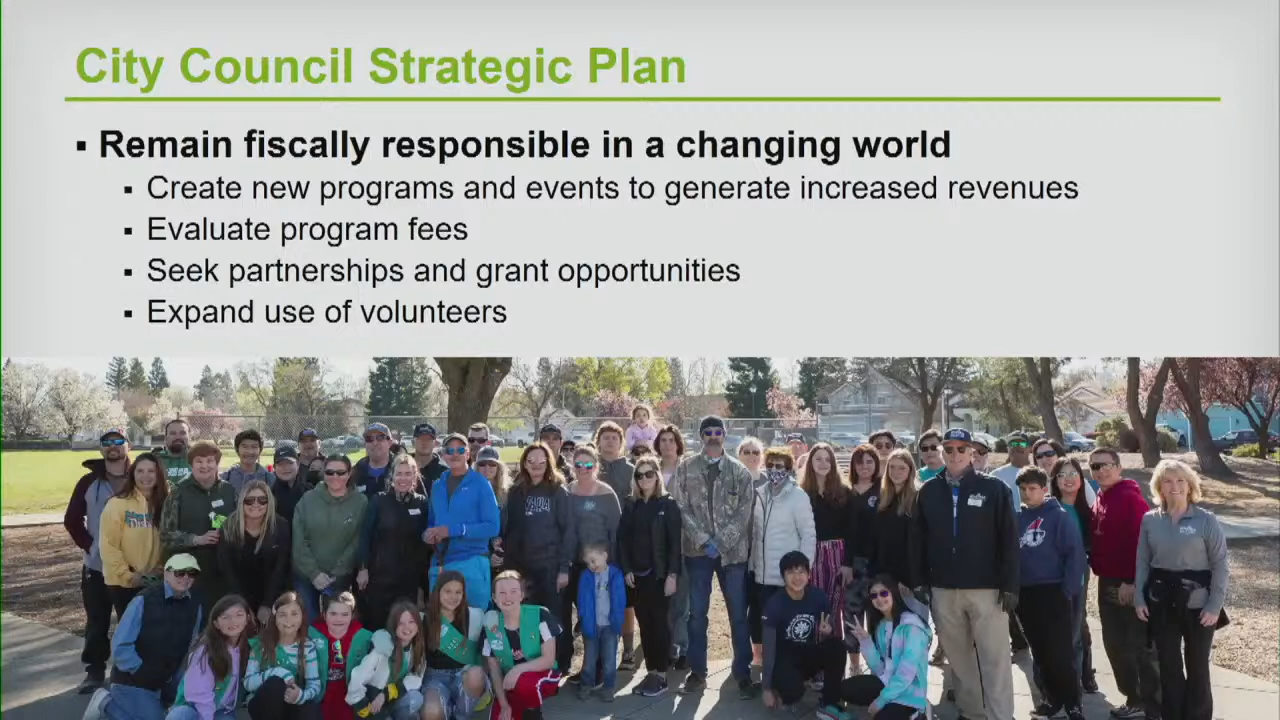 City Council Strategic Plan
▪ Remain fiscally responsible in a changing world
▪ Create new programs and events to generate increased revenues
▪ Evaluate program fees
▪ Seek partnerships and grant opportunities
▪ Expand use of volunteers